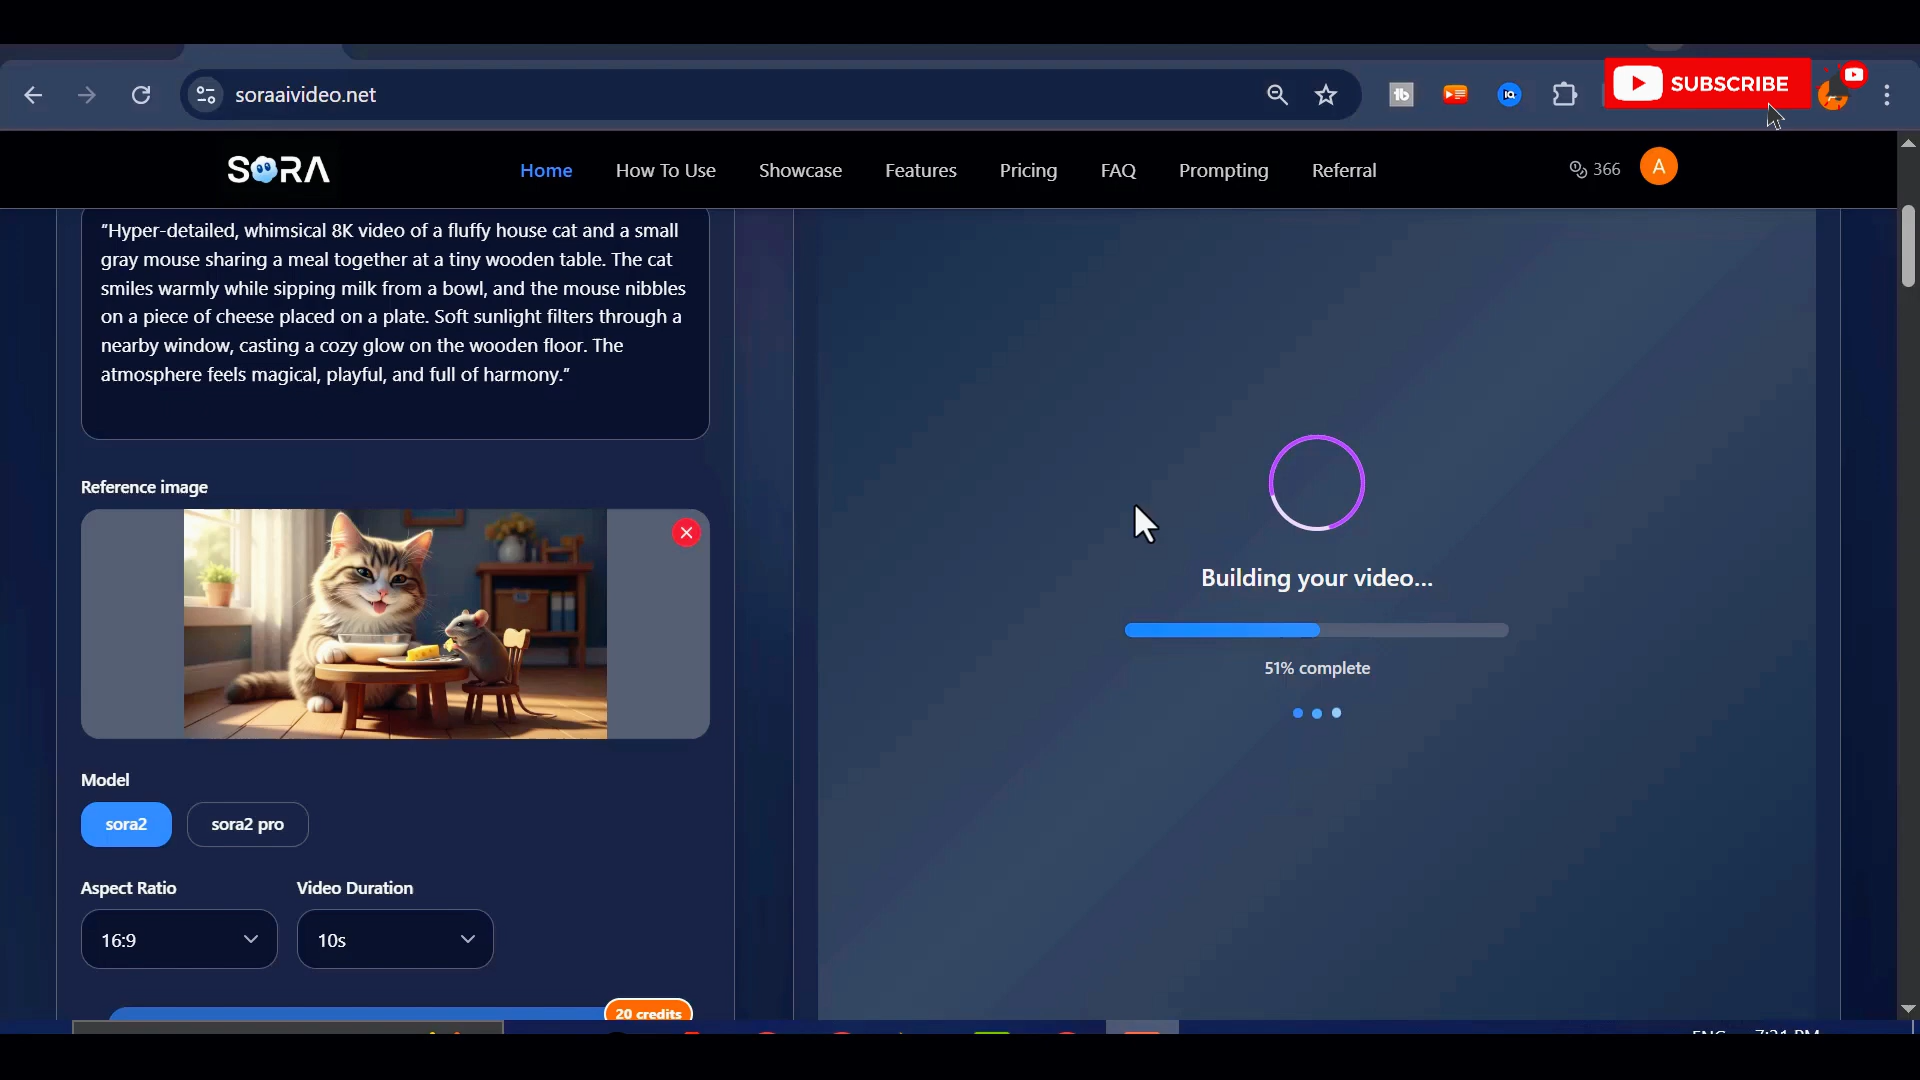 soraaivideo.net
SUBSCRIBE
SORA
Home
How To Use
Showcase
Features
Pricing
FAQ
Prompting
Referral
366
A
"Hyper-detailed, whimsical 8K video of a fluffy house cat and a small
gray mouse sharing a meal together at a tiny wooden table. The cat
smiles warmly while sipping milk from a bowl, and the mouse nibbles
on a piece of cheese placed on a plate. Soft sunlight filters through a
nearby window, casting a cozy glow on the wooden floor. The
atmosphere feels magical, playful, and full of harmony."
Reference image
Building your video...
51% complete
Model
sora2
sora2 pro
Aspect Ratio
Video Duration
16:9
10s
20 credits